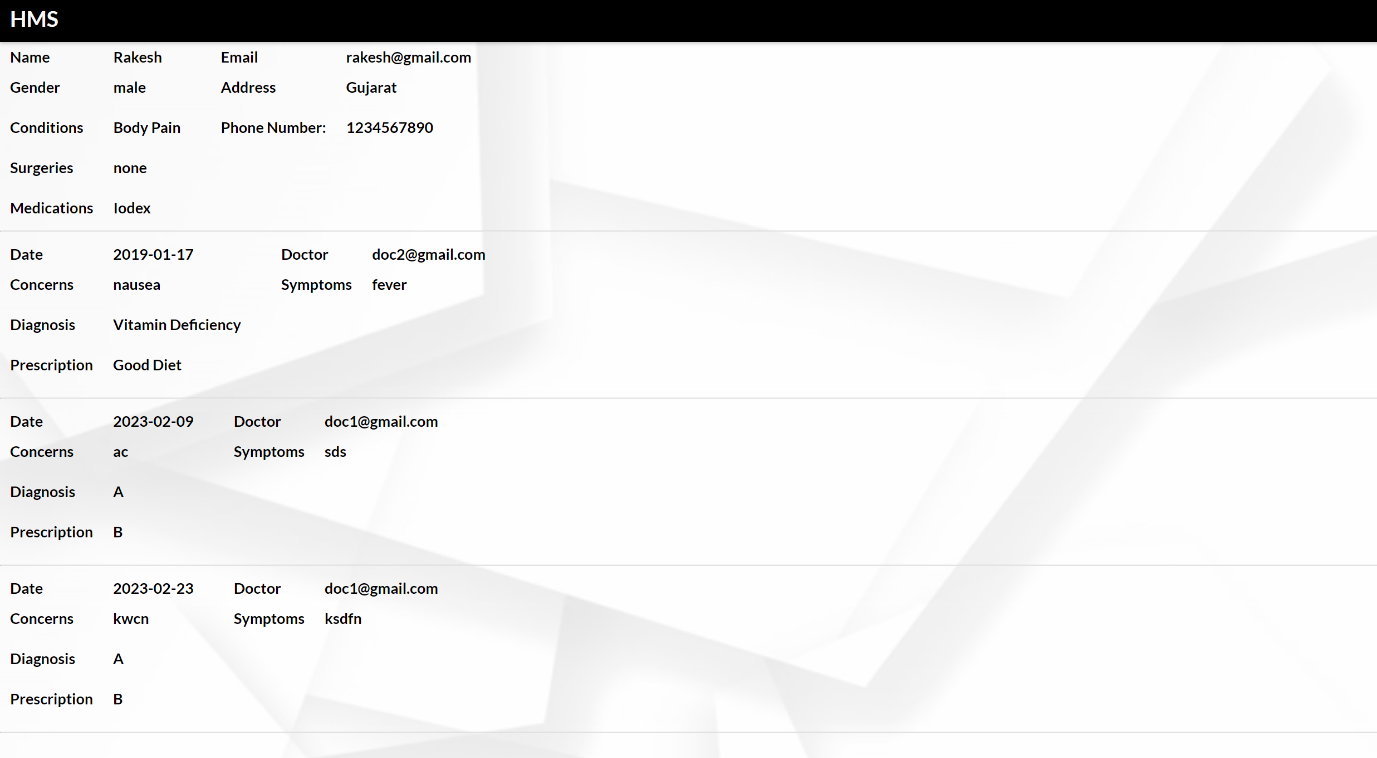 HMS
Name Rakesh Email rakesh@gmail.com
Gender male Address Gujarat
Conditions Body Pain Phone Number: 1234567890
Surgeries none
Medications Iodex
Date 2019-01-17 Doctor doc2@gmail.com
Concerns nausea Symptoms fever
Diagnosis Vitamin Deficiency
Prescription Good Diet
Date 2023-02-09 Doctor doc1@gmail.com
Concerns ac Symptoms sds
Diagnosis A
Prescription B
Date 2023-02-23 Doctor doc1@gmail.com
Concerns kwcn Symptoms ksdfn
Diagnosis A
Prescription B